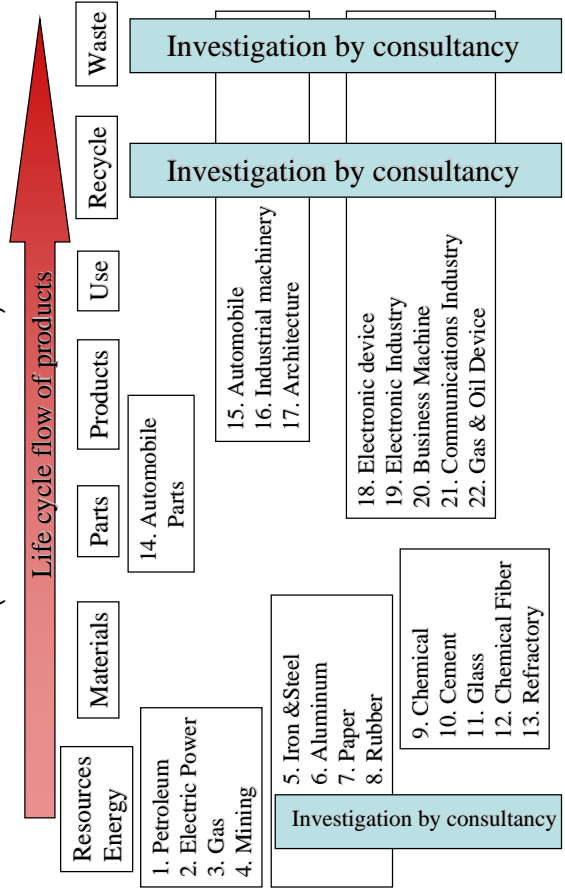 Life cycle flow of products
Resources
Energy
Materials
Parts
Products
Use
Recycle
Waste
1. Petroleum
2. Electric Power
3. Gas
4. Mining
5. Iron &Steel
6. Aluminum
7. Paper
8. Rubber
Investigation by consultancy
9. Chemical
10. Cement
11. Glass
12. Chemical Fiber
13. Refractory
14. Automobile
Parts
15. Automobile
16. Industrial machinery
17. Architecture
18. Electronic device
19. Electronic Industry
20. Business Machine
21. Communications Industry
22. Gas & Oil Device
Investigation by consultancy
Investigation by consultancy